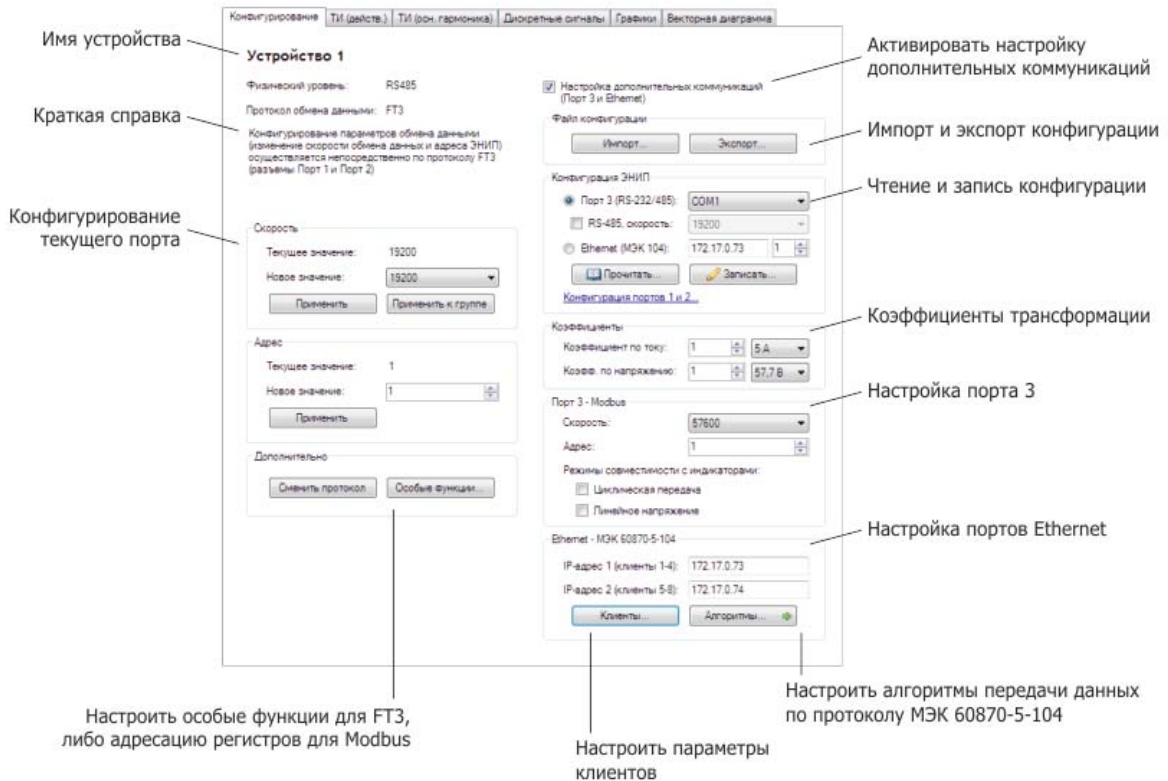 Конфигурирование
ТИ (действ.)
ТИ (осн. гармоника)
Дискретные сигналы
Графики
Векторная диаграмма
Имя устройства
Устройство 1
Физический уровень: RS485
Протокол обмена данными: FT3
Краткая справка
Конфигурирование параметров обмена данными
(изменение скорости обмена данных и адреса ЭНИП)
осуществляется непосредственно по протоколу FT3
(разъемы Порт 1 и Порт 2)
Конфигурирование
текущего порта
Скорость
Текущее значение: 19200
Новое значение: 19200
Применить
Применить к группе
Адрес
Текущее значение: 1
Новое значение: 1
Применить
Дополнительно
Сменить протокол
Особые функции...
Настроить особые функции для FT3,
либо адресацию регистров для Modbus
Активировать настройку
дополнительных коммуникаций
Настройка дополнительных коммуникаций
(Порт 3 и Ethernet)
Файл конфигурации
Импорт...
Экспорт...
Импорт и экспорт конфигурации
Конфигурация ЭНИП
Чтение и запись конфигурации
Порт 3 (RS-232/485): COM1
RS-485, скорость: 19200
Ethernet (МЭК 104): 172.17.0.73 1
Прочитать...
Записать...
Конфигурация портов 1 и 2...
Коэффициенты трансформации
Коэффициенты
Коэффициент по току: 1 5 А
Коэфф. по напряжению: 1 57,7 В
Настройка порта 3
Порт 3 - Modbus
Скорость: 57600
Адрес: 1
Режимы совместимости с индикаторами:
Циклическая передача
Линейное напряжение
Настройка портов Ethernet
Ethernet - МЭК 60870-5-104
IP-адрес 1 (клиенты 1-4): 172.17.0.73
IP-адрес 2 (клиенты 5-8): 172.17.0.74
Клиенты...
Алгоритмы...
Настроить алгоритмы передачи данных
по протоколу МЭК 60870-5-104
Настроить параметры
клиентов